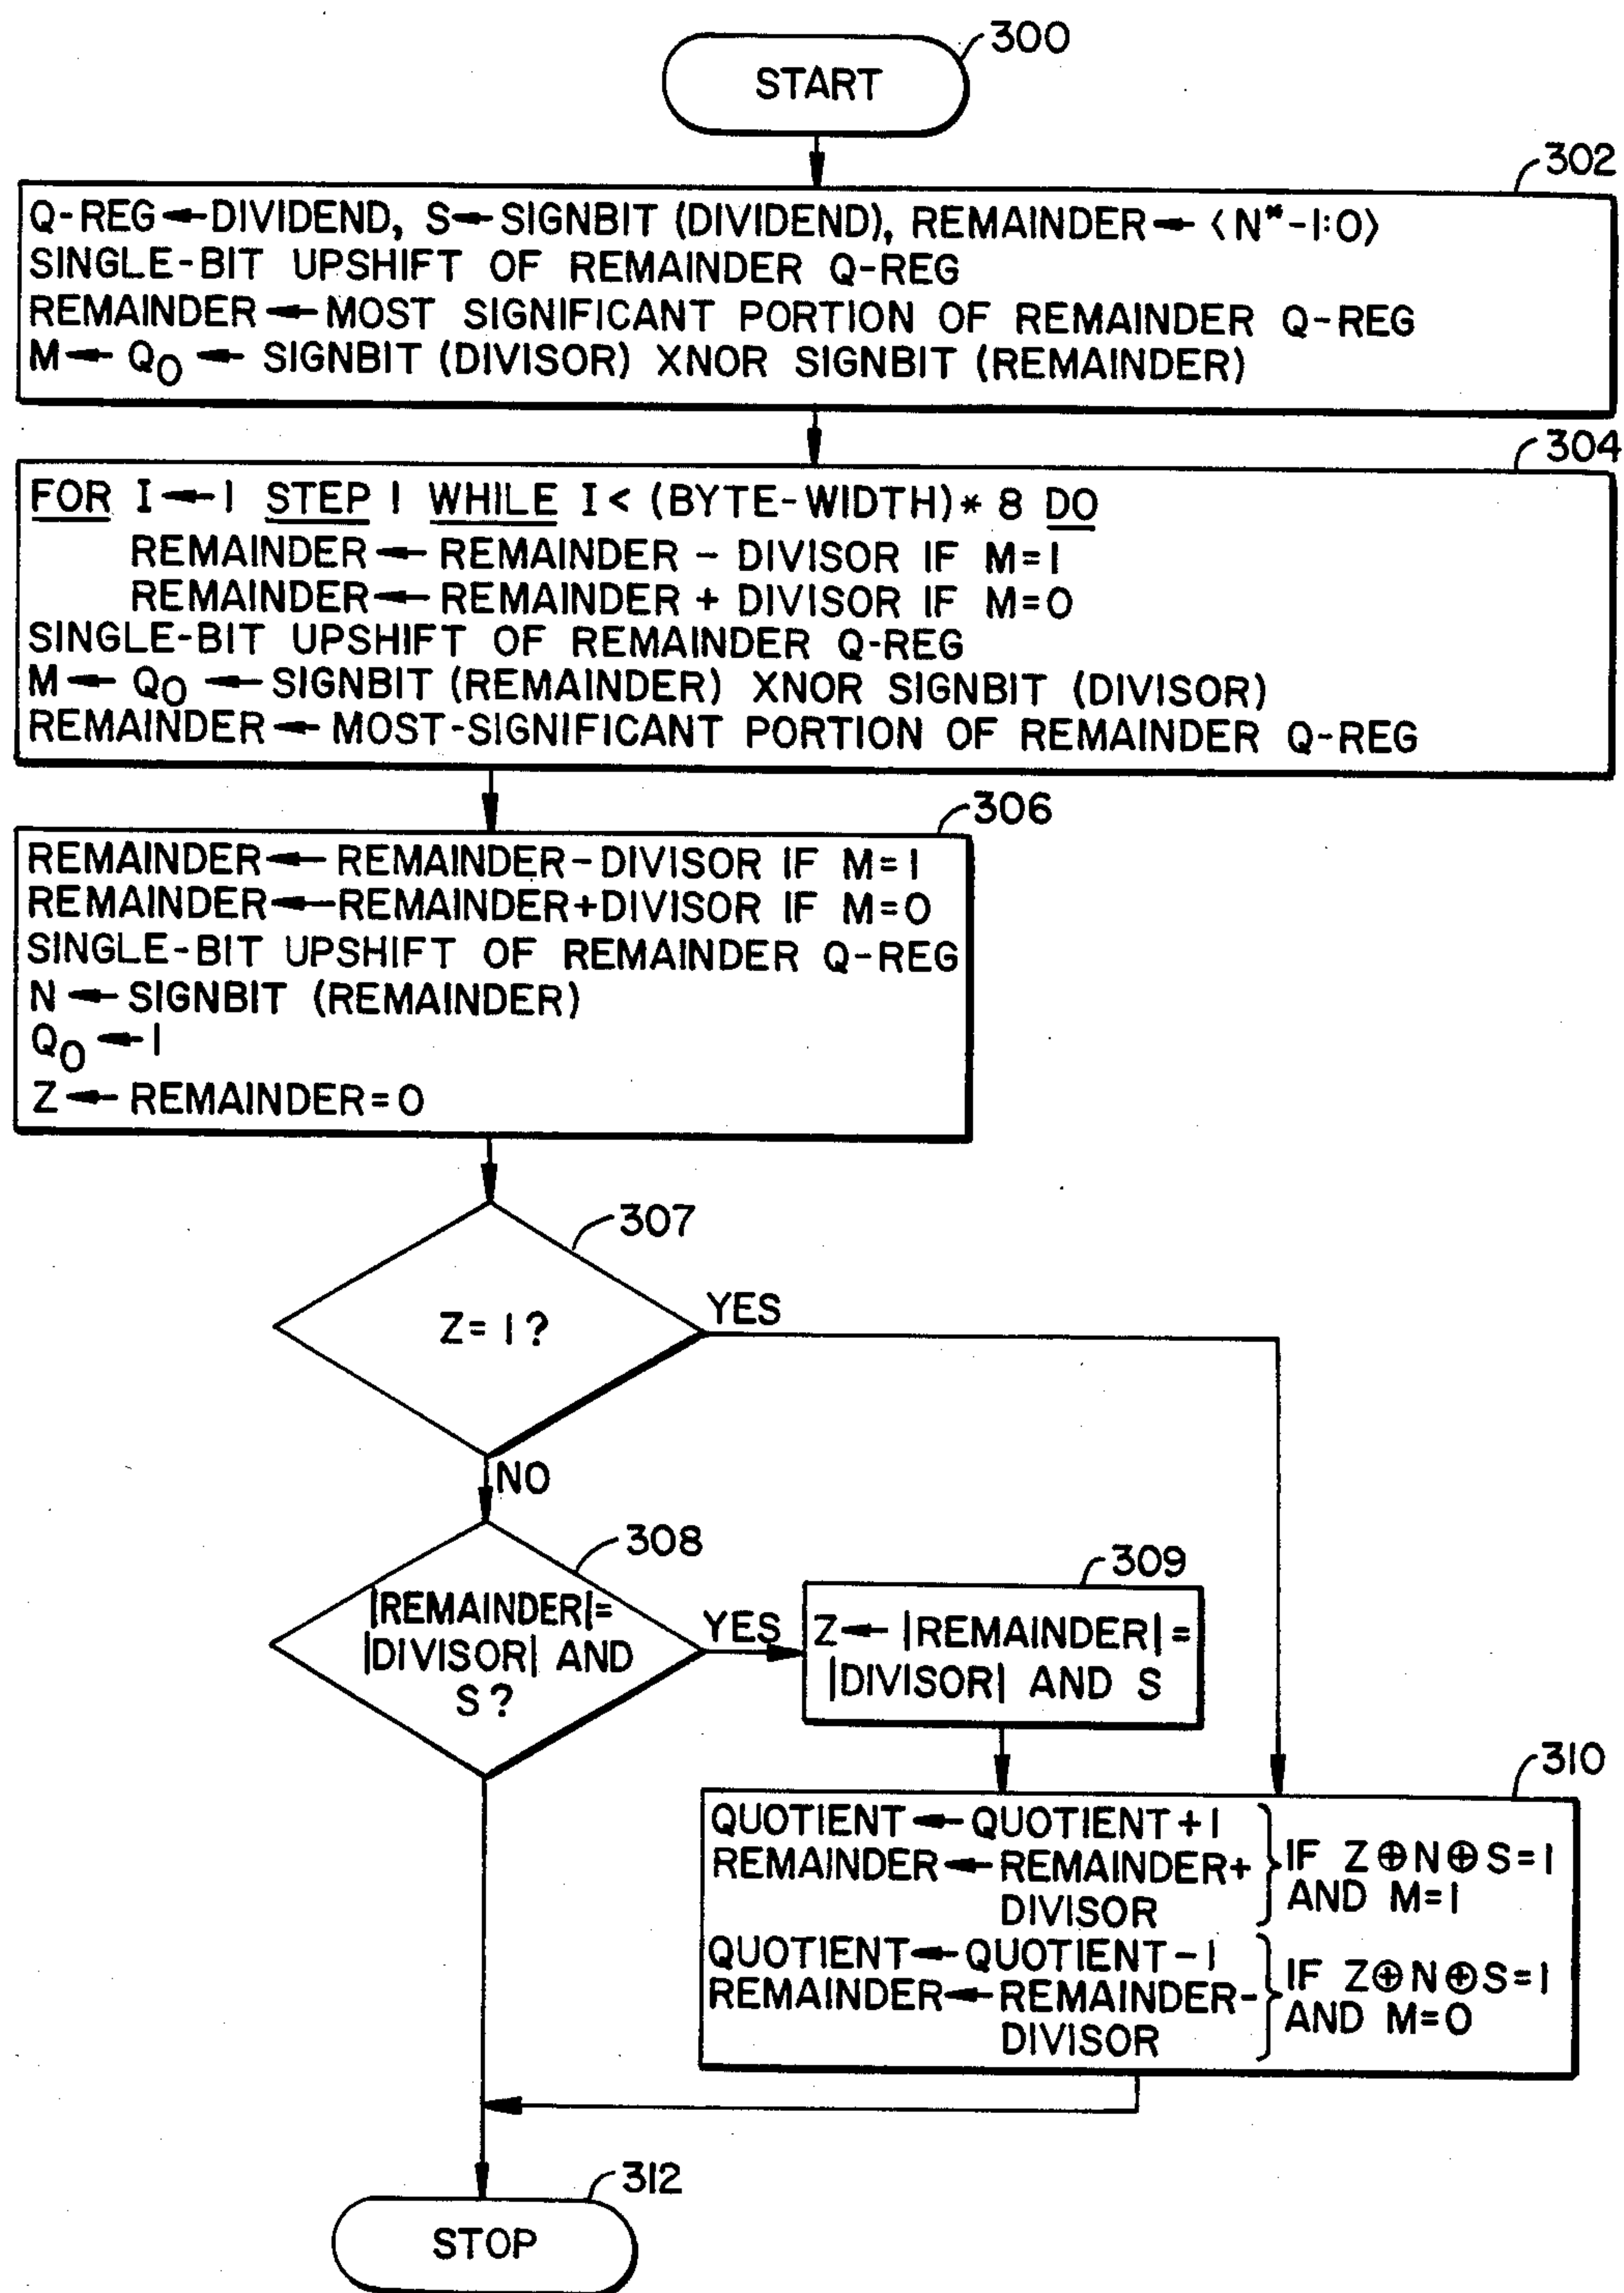 300
START
302
Q-REG←DIVIDEND, S←SIGNBIT (DIVIDEND), REMAINDER← ⟨N*-1:0⟩
SINGLE-BIT UPSHIFT OF REMAINDER Q-REG
REMAINDER←MOST SIGNIFICANT PORTION OF REMAINDER Q-REG
M← Q0 ← SIGNBIT (DIVISOR) XNOR SIGNBIT (REMAINDER)
304
FOR I←1 STEP 1 WHILE I < (BYTE-WIDTH)* 8 DO
REMAINDER← REMAINDER - DIVISOR IF M=1
REMAINDER← REMAINDER + DIVISOR IF M=0
SINGLE-BIT UPSHIFT OF REMAINDER Q-REG
M← Q0 ←SIGNBIT (REMAINDER) XNOR SIGNBIT (DIVISOR)
REMAINDER←MOST-SIGNIFICANT PORTION OF REMAINDER Q-REG
306
REMAINDER←REMAINDER-DIVISOR IF M=1
REMAINDER←REMAINDER+DIVISOR IF M=0
SINGLE-BIT UPSHIFT OF REMAINDER Q-REG
N←SIGNBIT (REMAINDER)
Q0←1
Z← REMAINDER=0
307
Z=1?
YES
NO
308
|REMAINDER|=
|DIVISOR| AND
S?
YES
309
Z←|REMAINDER|=
|DIVISOR| AND S
310
QUOTIENT←QUOTIENT+1
REMAINDER←REMAINDER+
DIVISOR
IF Z⊕N⊕S=1
AND M=1
QUOTIENT←QUOTIENT-1
REMAINDER←REMAINDER-
DIVISOR
IF Z⊕N⊕S=1
AND M=0
312
STOP